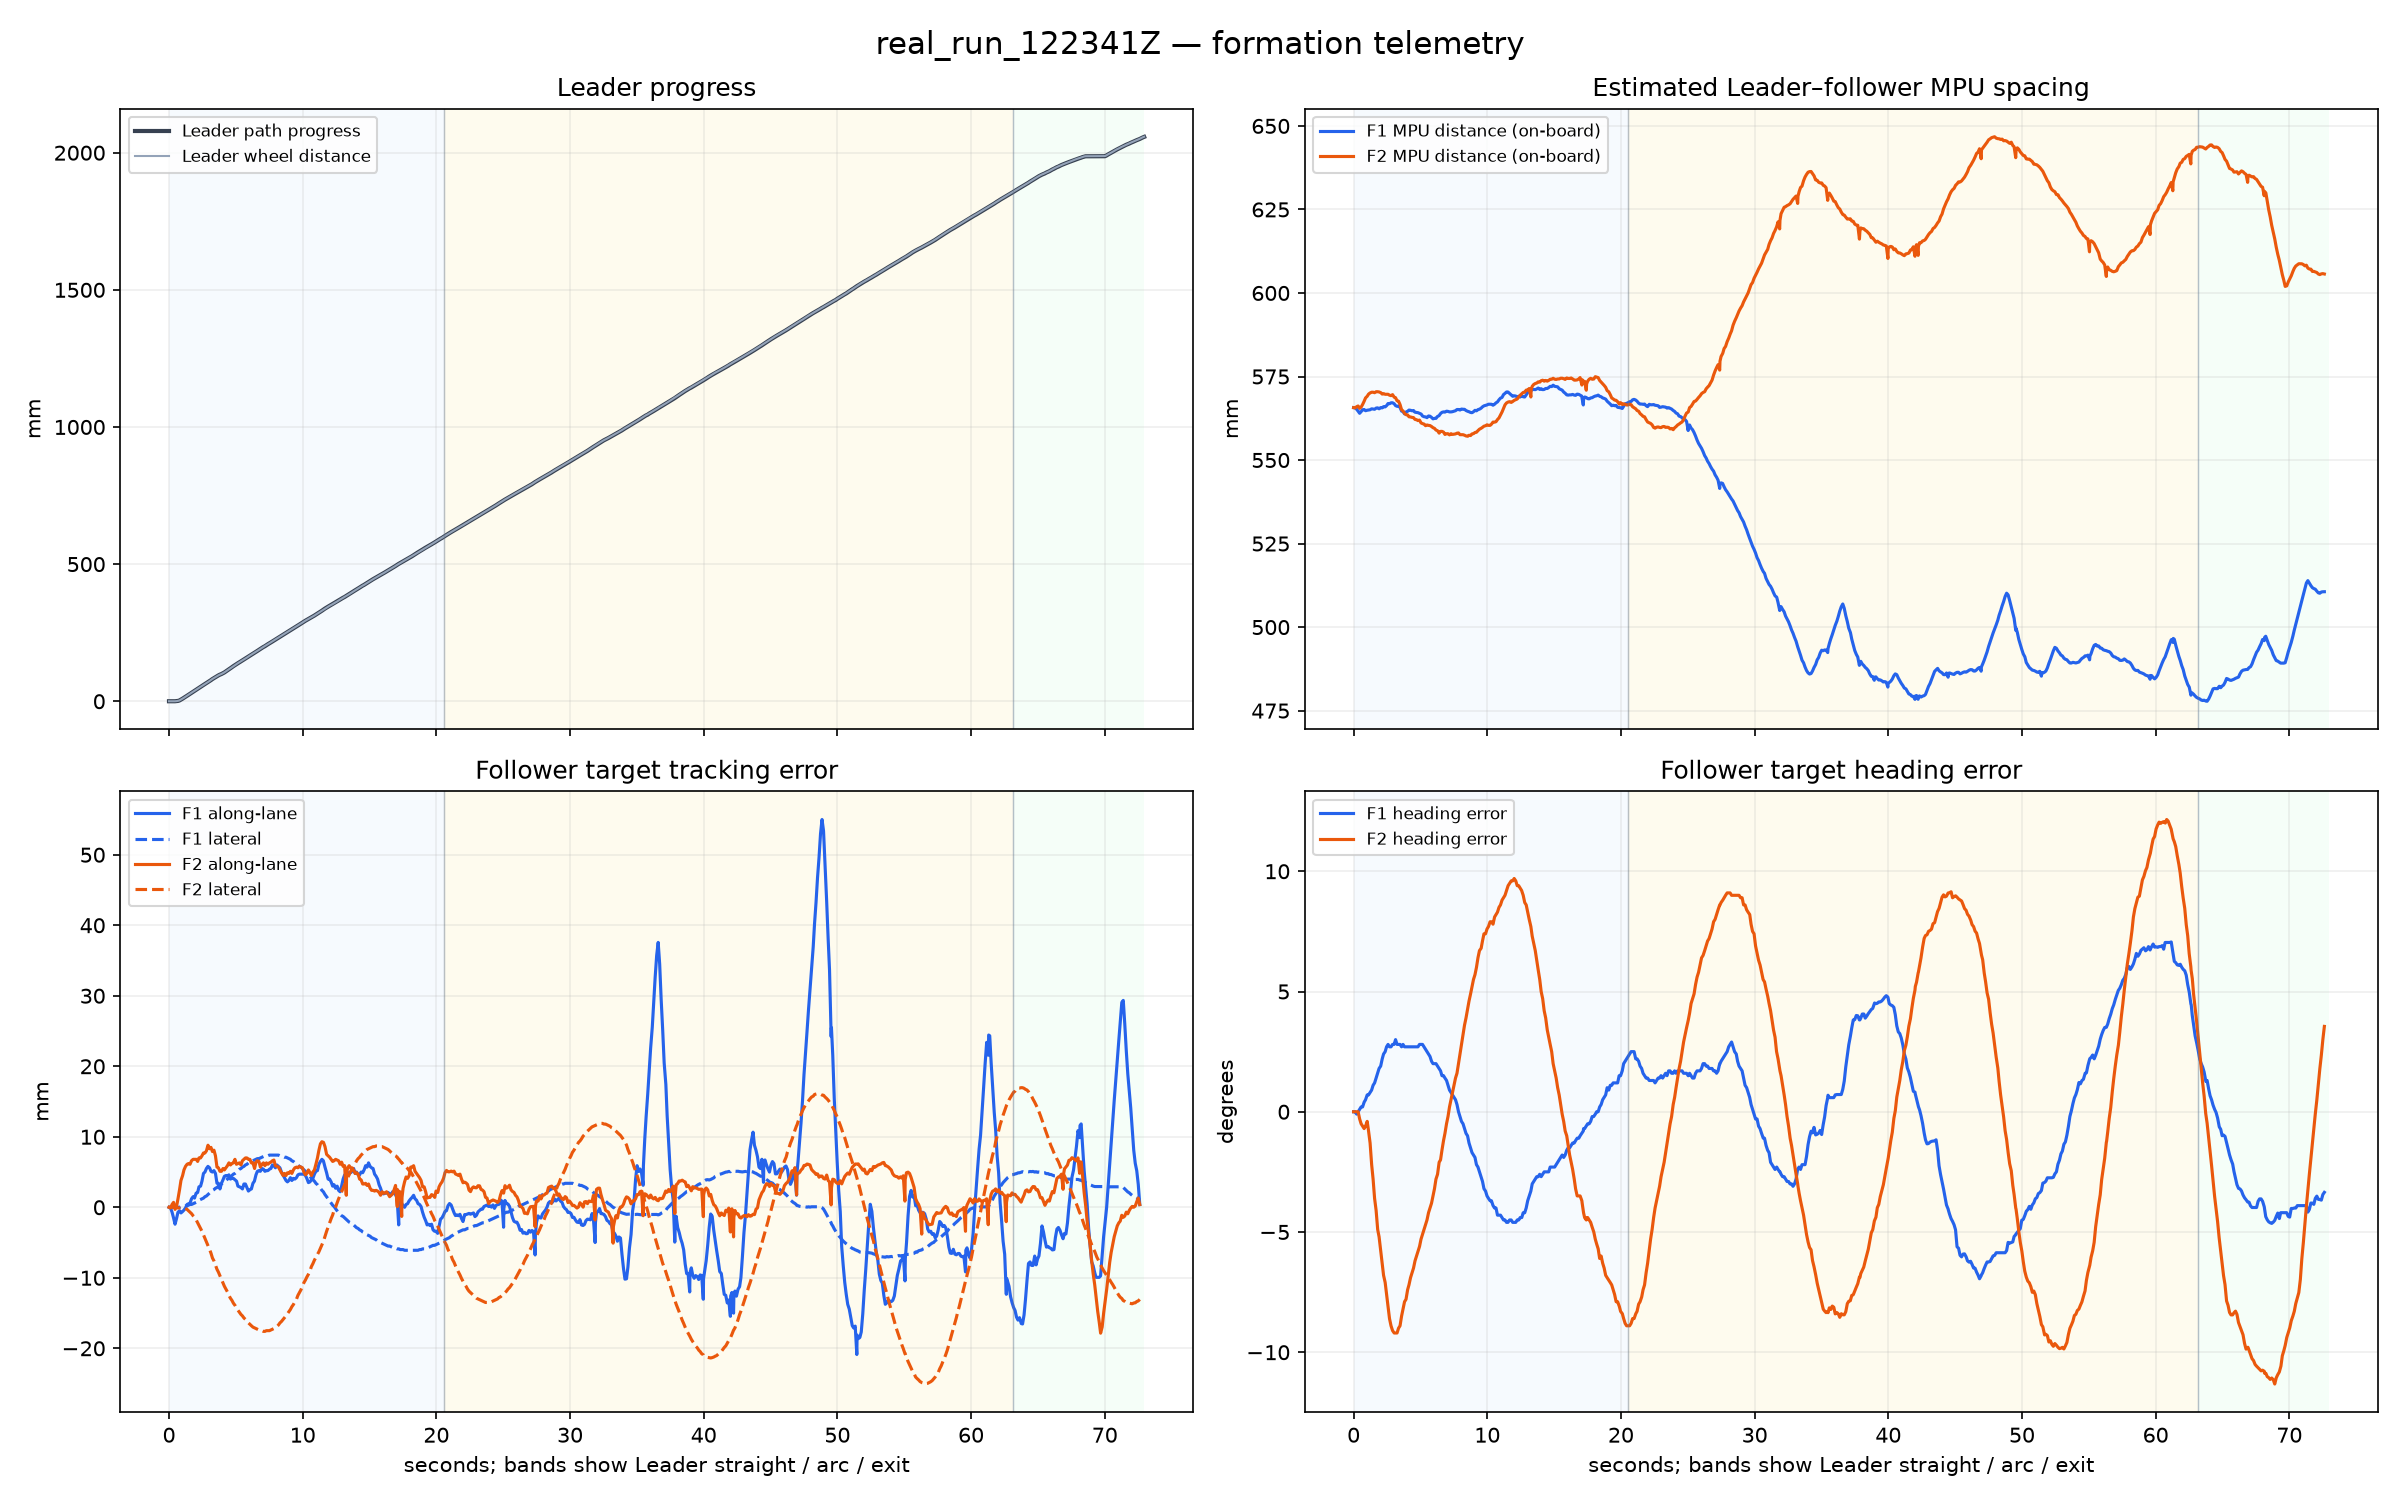 real_run_122341Z — formation telemetry
Leader progress
Leader path progress
Leader wheel distance
2000
1500
1000
500
0
mm
Estimated Leader–follower MPU spacing
F1 MPU distance (on-board)
F2 MPU distance (on-board)
650
625
600
575
550
525
500
475
mm
Follower target tracking error
F1 along-lane
F1 lateral
F2 along-lane
F2 lateral
50
40
30
20
10
0
−10
−20
mm
0 10 20 30 40 50 60 70
seconds; bands show Leader straight / arc / exit
Follower target heading error
F1 heading error
F2 heading error
10
5
0
−5
−10
degrees
0 10 20 30 40 50 60 70
seconds; bands show Leader straight / arc / exit